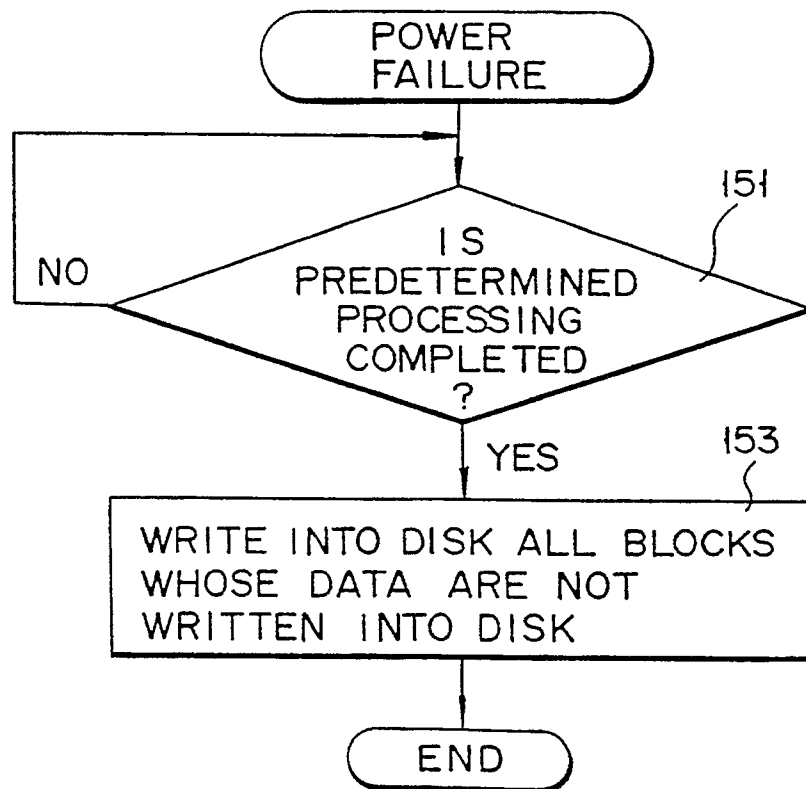 POWER
FAILURE
151
IS
PREDETERMINED
PROCESSING
COMPLETED
?
NO
YES
153
WRITE INTO DISK ALL BLOCKS
WHOSE DATA ARE NOT
WRITTEN INTO DISK
END